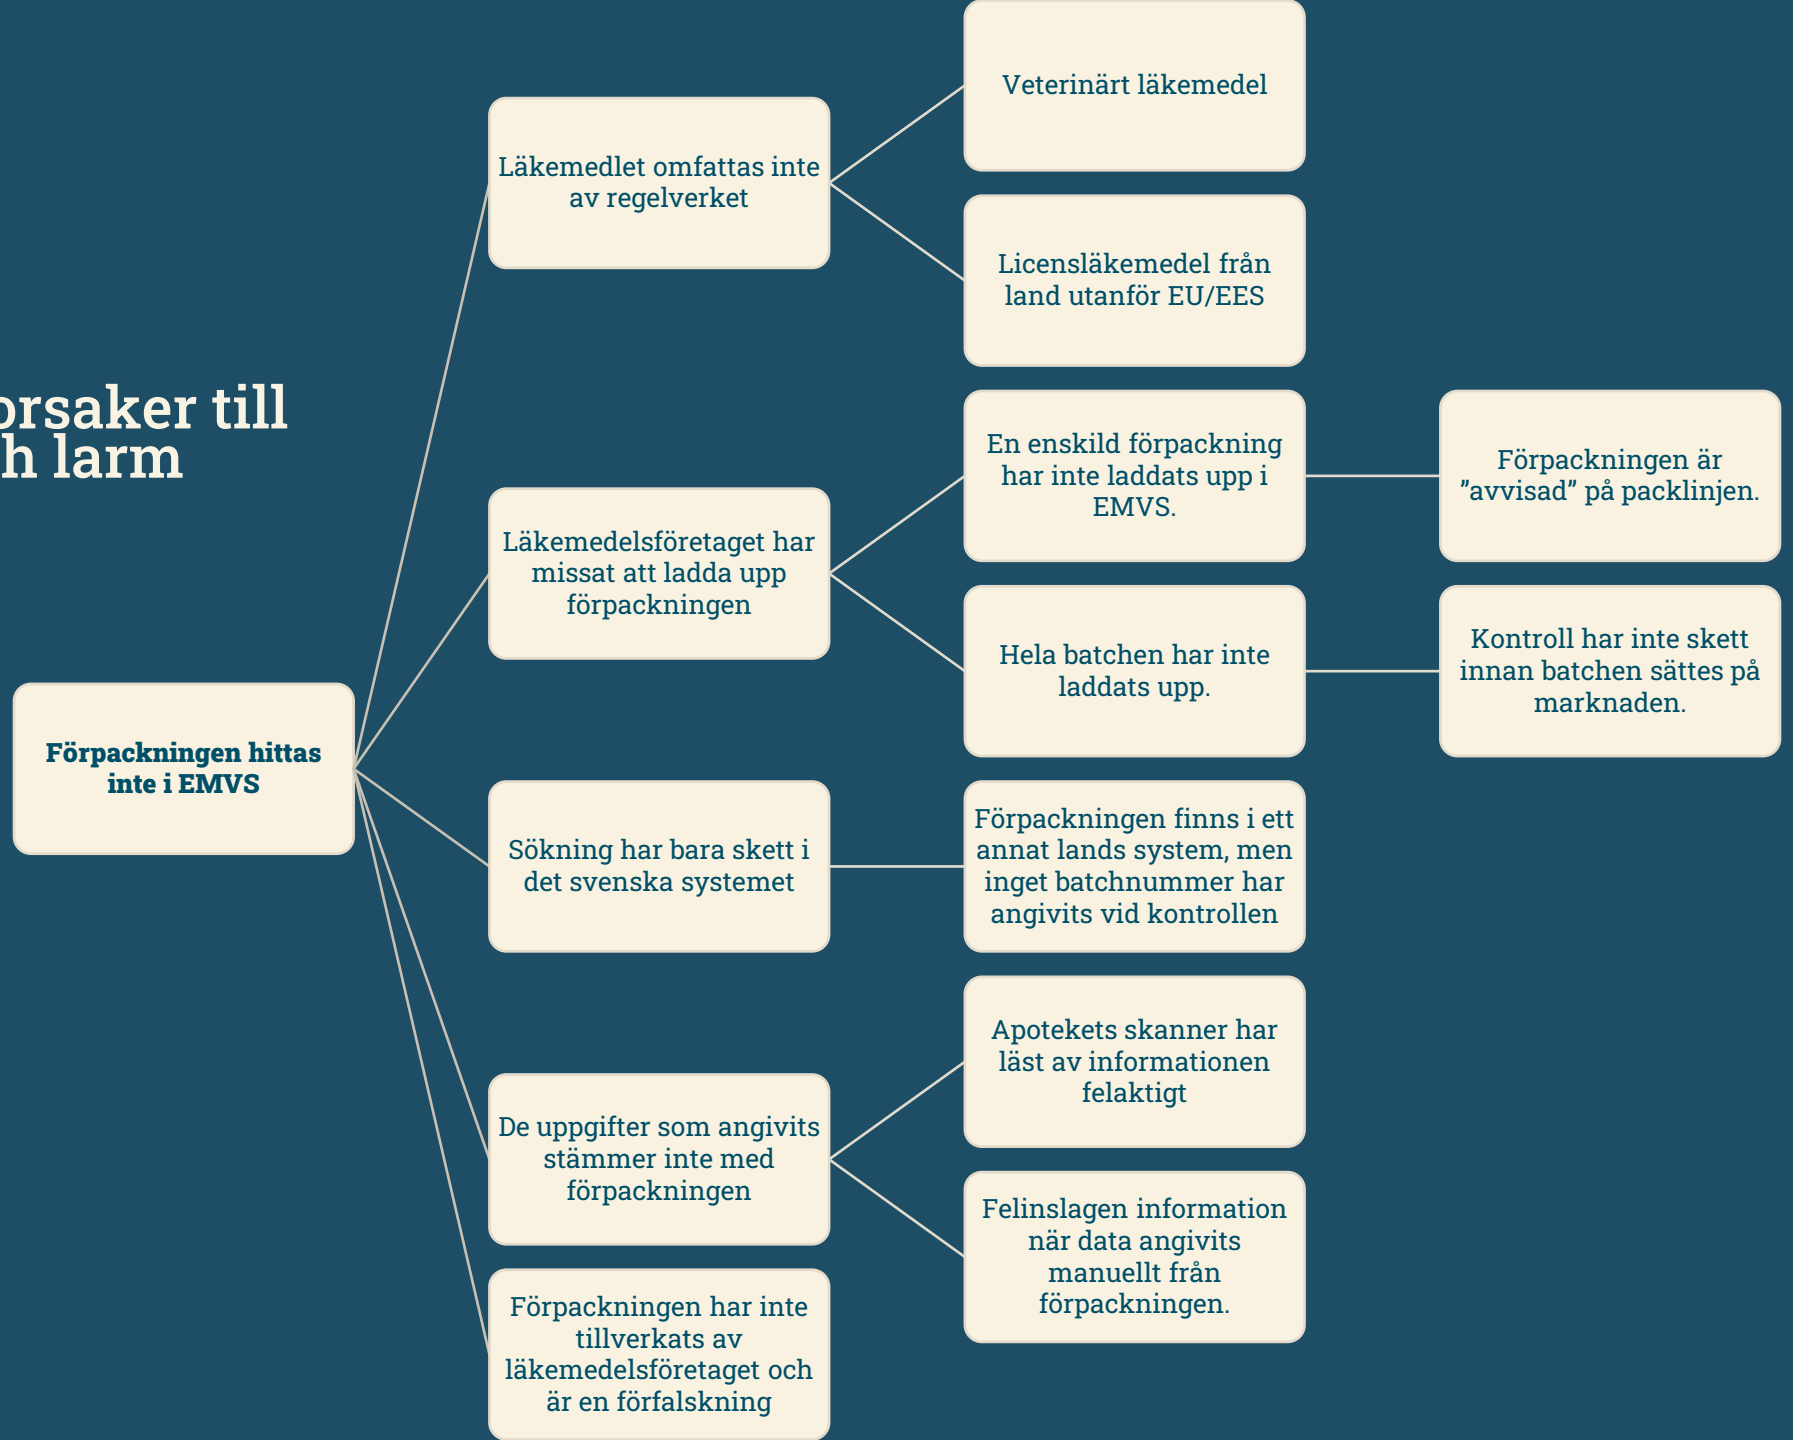 orsaker till
h larm
Förpackningen hittas
inte i EMVS
Läkemedlet omfattas inte
av regelverket
Veterinärt läkemedel
Licensläkemedel från
land utanför EU/EES
Läkemedelsföretaget har
missat att ladda upp
förpackningen
En enskild förpackning
har inte laddats upp i
EMVS.
Förpackningen är
”avvisad” på packlinjen.
Hela batchen har inte
laddats upp.
Kontroll har inte skett
innan batchen sättes på
marknaden.
Sökning har bara skett i
det svenska systemet
Förpackningen finns i ett
annat lands system, men
inget batchnummer har
angivits vid kontrollen
De uppgifter som angivits
stämmer inte med
förpackningen
Apotekets skanner har
läst av informationen
felaktigt
Felinslagen information
när data angivits
manuellt från
förpackningen.
Förpackningen har inte
tillverkats av
läkemedelsföretaget och
är en förfalskning